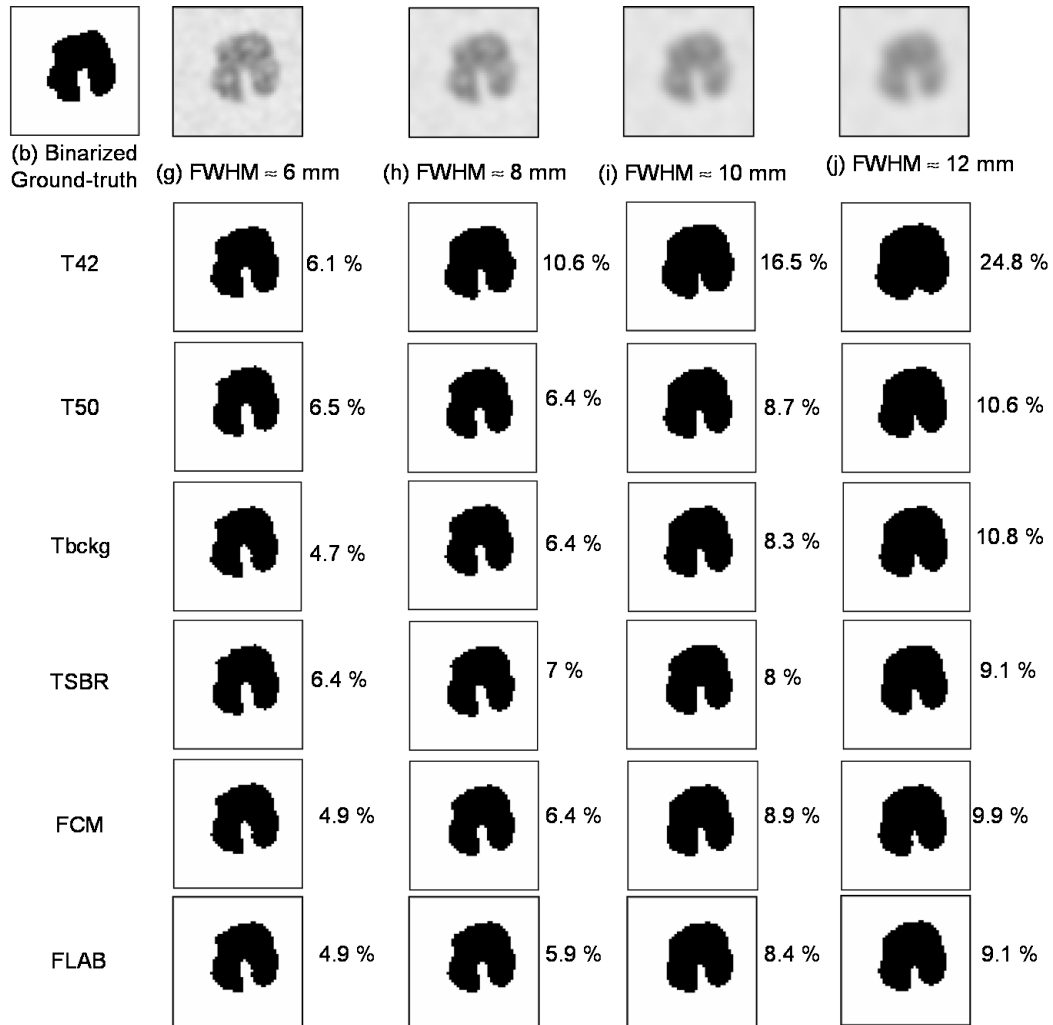 (b) Binarized
Ground-truth
(g) FWHM ≈ 6 mm
(h) FWHM ≈ 8 mm
(i) FWHM ≈ 10 mm
(j) FWHM ≈ 12 mm
T42 6.1 % 10.6 % 16.5 % 24.8 %
T50 6.5 % 6.4 % 8.7 % 10.6 %
Tbckg 4.7 % 6.4 % 8.3 % 10.8 %
TSBR 6.4 % 7 % 8 % 9.1 %
FCM 4.9 % 6.4 % 8.9 % 9.9 %
FLAB 4.9 % 5.9 % 8.4 % 9.1 %